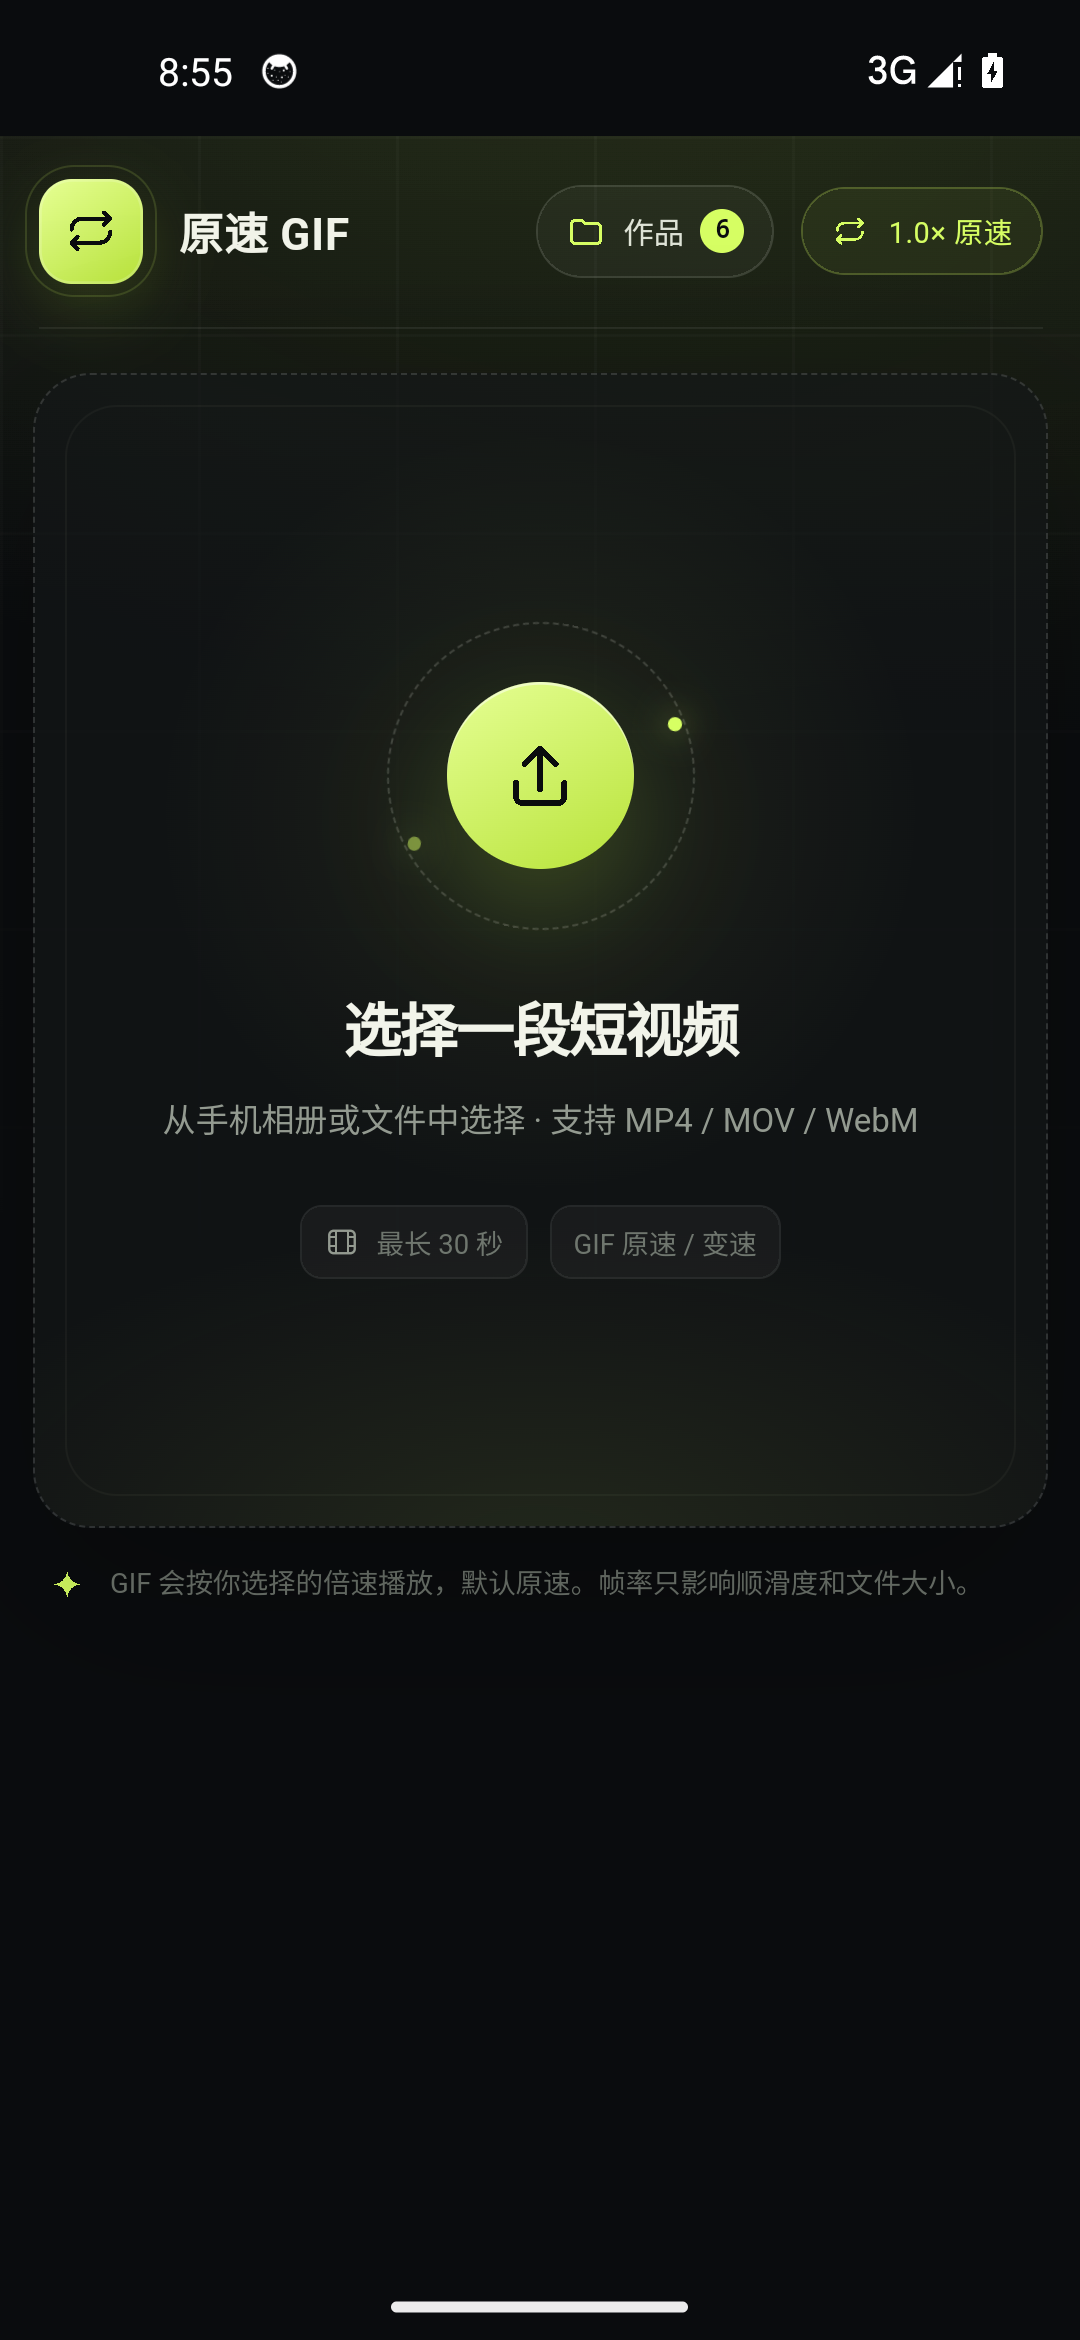 8:55
3G
原速 GIF
作品 6
1.0× 原速
选择一段短视频
从手机相册或文件中选择 · 支持 MP4 / MOV / WebM
最长 30 秒
GIF 原速 / 变速
GIF 会按你选择的倍速播放，默认原速。帧率只影响顺滑度和文件大小。